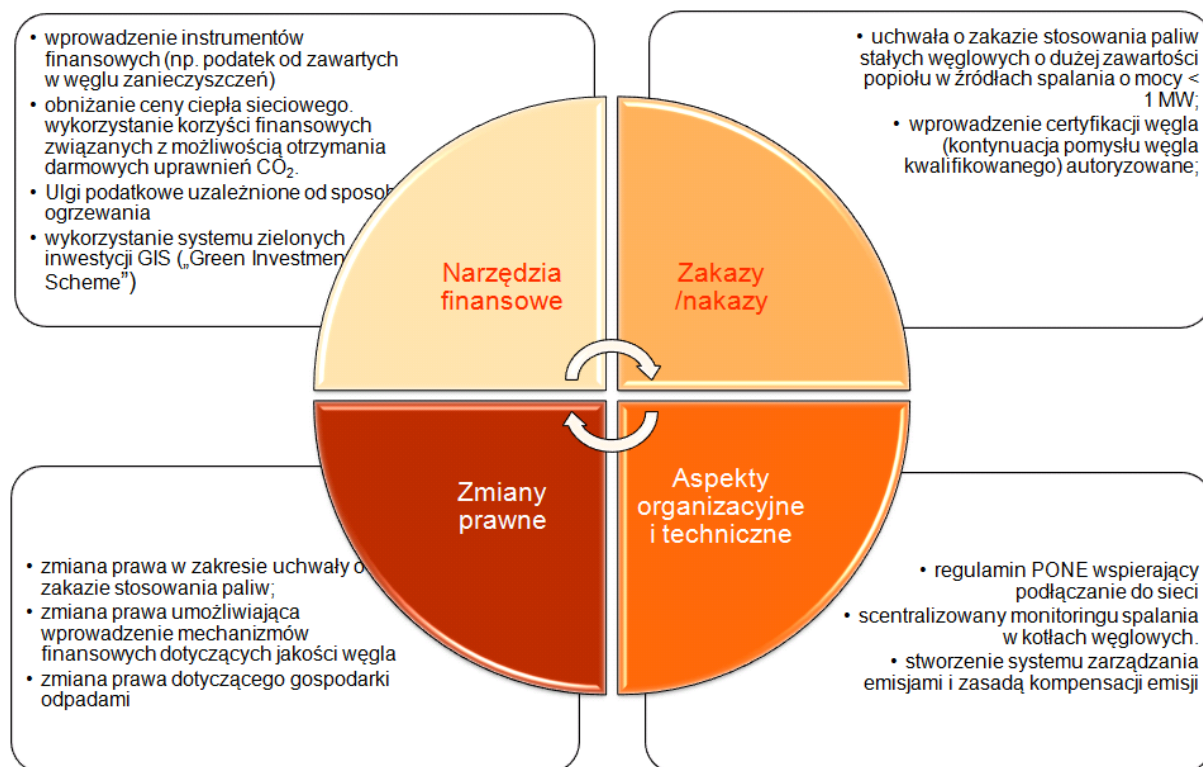 • wprowadzenie instrumentów
finansowych (np. podatek od zawartych
w węglu zanieczyszczeń)
• obniżanie ceny ciepła sieciowego.
wykorzystanie korzyści finansowych
związanych z możliwością otrzymania
darmowych uprawnień CO₂.
• Ulgi podatkowe uzależnione od sposob
ogrzewania
• wykorzystanie systemu zielonych
inwestycji GIS („Green Investmen
Scheme”)
• uchwała o zakazie stosowania paliw
stałych węglowych o dużej zawartości
popiołu w źródłach spalania o mocy <
1 MW;
• wprowadzenie certyfikacji węgla
(kontynuacja pomysłu węgla
kwalifikowanego) autoryzowane;
Narzędzia
finansowe
Zakazy
/nakazy
Zmiany
prawne
Aspekty
organizacyjne
i techniczne
• zmiana prawa w zakresie uchwały o
zakazie stosowania paliw;
• zmiana prawa umożliwiająca
wprowadzenie mechanizmów
finansowych dotyczących jakości węgla
• zmiana prawa dotyczącego gospodarki
odpadami
• regulamin PONE wspierający
podłączanie do sieci
• scentralizowany monitoringu spalania
w kotłach węglowych.
• stworzenie systemu zarządzania
emisjami i zasadą kompensacji emisji